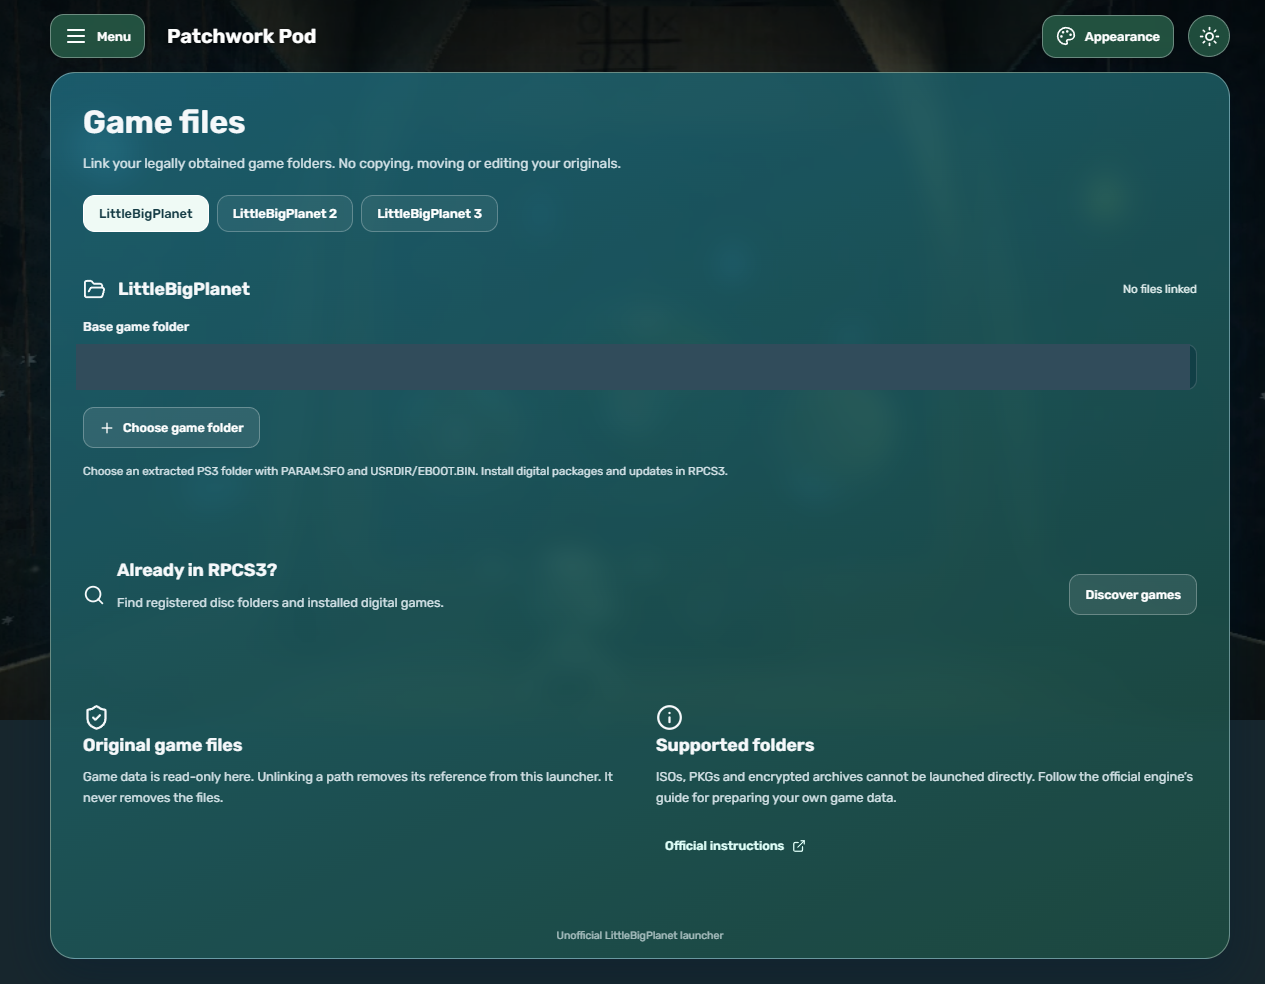 Menu
Patchwork Pod
Appearance
Game files
Link your legally obtained game folders. No copying, moving or editing your originals.
LittleBigPlanet
LittleBigPlanet 2
LittleBigPlanet 3
LittleBigPlanet
No files linked
Base game folder
Choose game folder
Choose an extracted PS3 folder with PARAM.SFO and USRDIR/EBOOT.BIN. Install digital packages and updates in RPCS3.
Already in RPCS3?
Find registered disc folders and installed digital games.
Discover games
Original game files
Game data is read-only here. Unlinking a path removes its reference from this launcher. It
never removes the files.
Supported folders
ISOs, PKGs and encrypted archives cannot be launched directly. Follow the official engine's
guide for preparing your own game data.
Official instructions
Unofficial LittleBigPlanet launcher